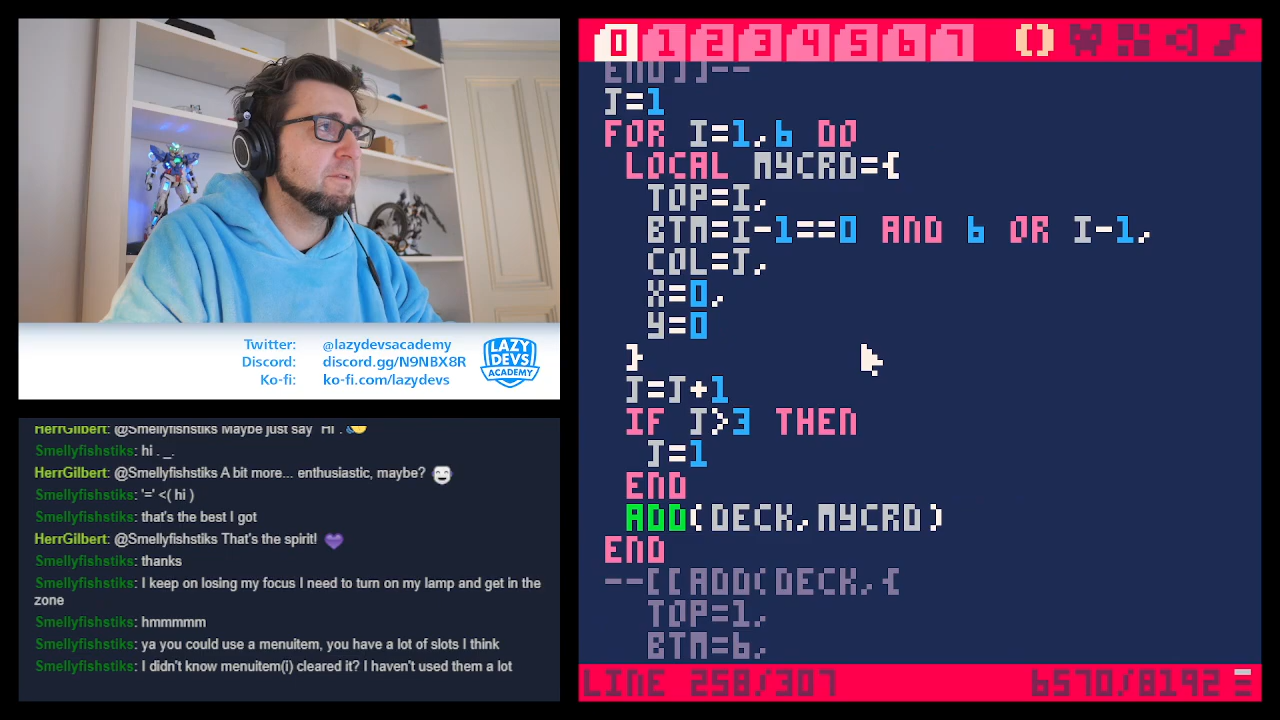 Twitter: @lazydevsacademy
Discord: discord.gg/N9NBX8R
Ko-fi: ko-fi.com/lazydevs
LAZY
DEVS
ACADEMY
HerrGilbert: @Smellyfishstiks Maybe just say "Hi".
Smellyfishstiks: hi . _.
HerrGilbert: @Smellyfishstiks A bit more... enthusiastic, maybe?
Smellyfishstiks: '=' <( hi )
Smellyfishstiks: that's the best I got
HerrGilbert: @Smellyfishstiks That's the spirit!
Smellyfishstiks: thanks
Smellyfishstiks: I keep on losing my focus I need to turn on my lamp and get in the
zone
Smellyfishstiks: hmmmmm
Smellyfishstiks: ya you could use a menuitem, you have a lot of slots I think
Smellyfishstiks: I didn't know menuitem(i) cleared it? I haven't used them a lot
0 1 2 3 4 5 6 7
END]]--
J=1
FOR I=1,6 DO
LOCAL MYCRD={
TOP=I,
BTM=I-1==0 AND 6 OR I-1,
COL=J,
X=0,
Y=0
}
J=J+1
IF J>3 THEN
J=1
END
ADD(DECK,MYCRD)
END
--[[ADD(DECK,{
TOP=1,
BTM=6,
LINE 258/307 6570/8192